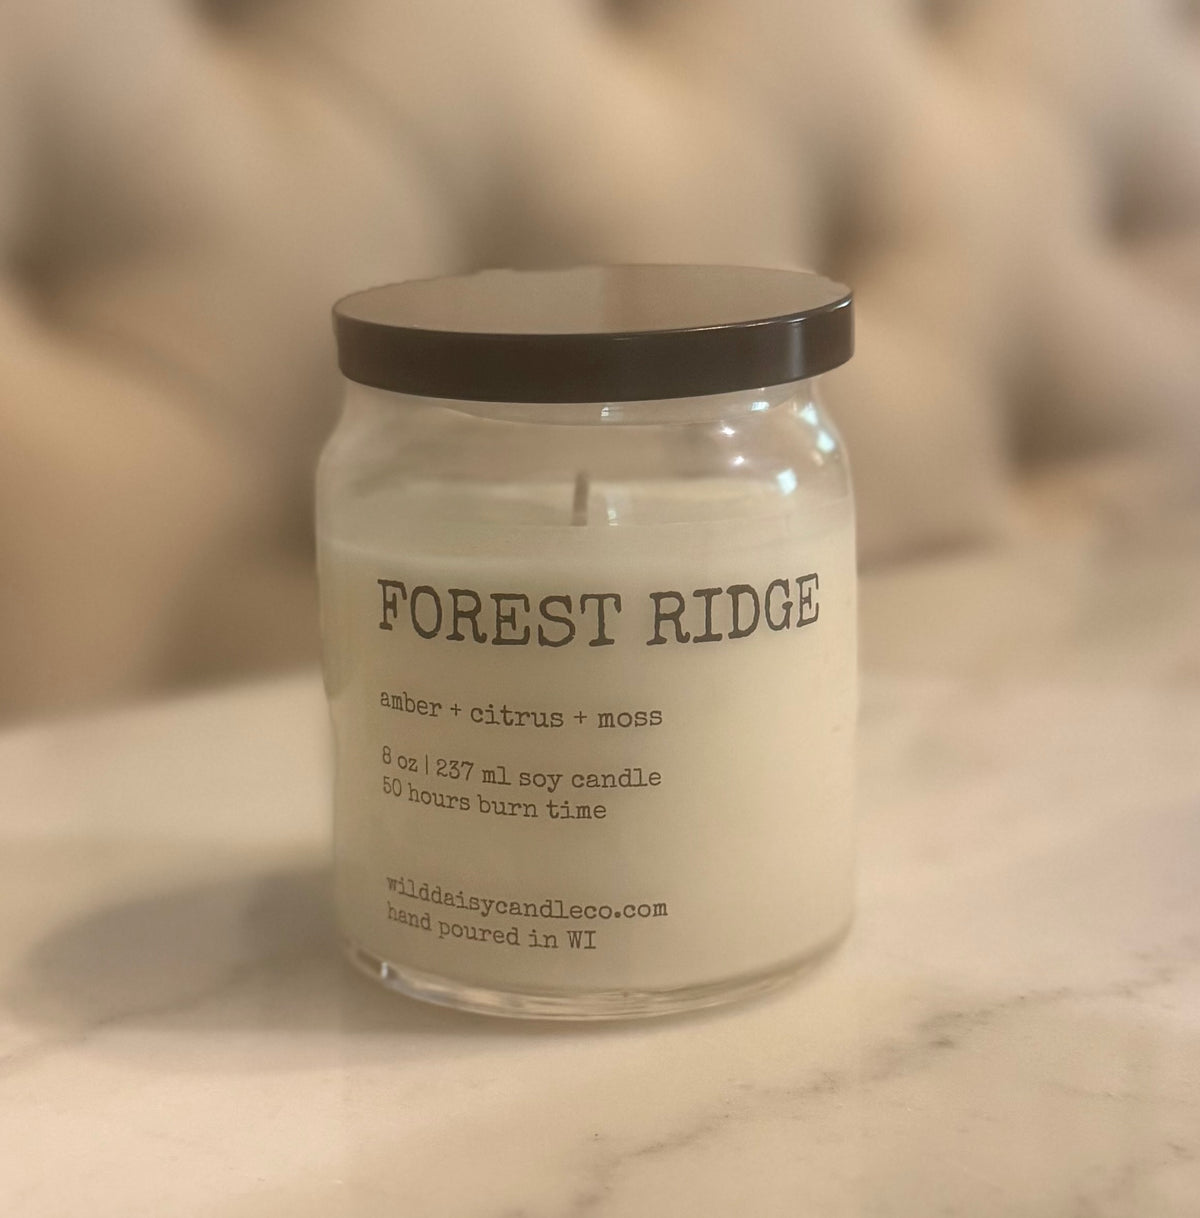 FOREST RIDGE
amber + citrus + moss
8 oz | 237 ml soy candle
50 hours burn time
wilddaisycandleco.com
hand poured in WI